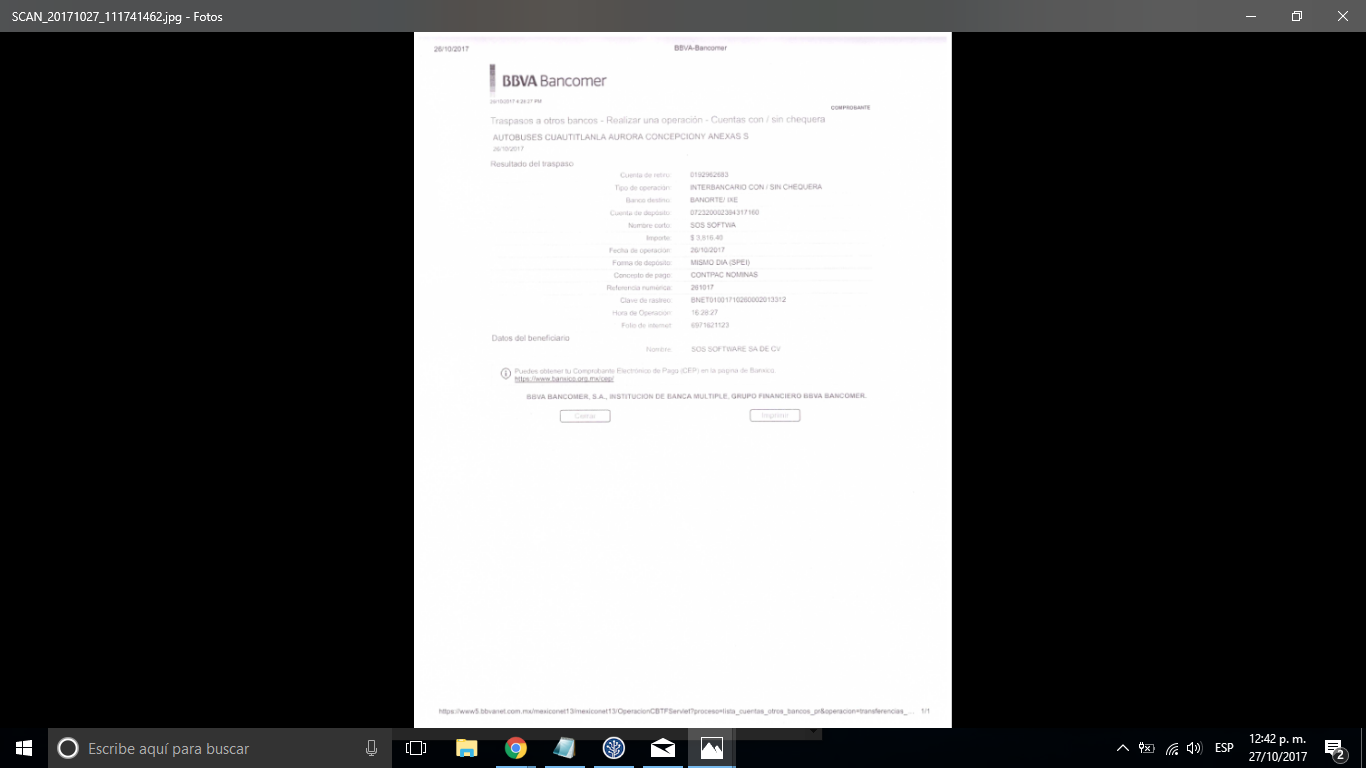 SCAN_20171027_111741462.jpg - Fotos
26/10/2017 BBVA-Bancomer
BBVA Bancomer
26/10/2017 4:28:27 PM
COMPROBANTE
Traspasos a otros bancos - Realizar una operación - Cuentas con / sin chequera
AUTOBUSES CUAUTITLANLA AURORA CONCEPCIONY ANEXAS S
26/10/2017
Resultado del traspaso
Cuenta de retiro: 0192962683
Tipo de operación: INTERBANCARIO CON / SIN CHEQUERA
Banco destino: BANORTE/ IXE
Cuenta de depósito: 072320002384317160
Nombre corto: SOS SOFTWA
Importe: $ 3,816.40
Fecha de operación: 26/10/2017
Forma de depósito: MISMO DIA (SPEI)
Concepto de pago: CONTPAC NOMINAS
Referencia numérica: 261017
Clave de rastreo:
Hora de Operación: 16:28:27
Folio de internet: 6971621123
Datos del beneficiario
Nombre: SOS SOFTWARE SA DE CV
Puedes obtener tu Comprobante Electrónico de Pago (CEP) en la página de Banxico.
https://www.banxico.org.mx/cep/
BBVA BANCOMER, S.A., INSTITUCION DE BANCA MULTIPLE, GRUPO FINANCIERO BBVA BANCOMER.
Cerrar Imprimir
https://www5.bbvanet.com.mx/mexiconet13/mexiconet13/OperacionCBTFServlet?proceso=lista_cuentas_otros_bancos_pr&operacion=transferencias_... 1/1
Escribe aquí para buscar
ESP
12:42 p. m.
27/10/2017
2